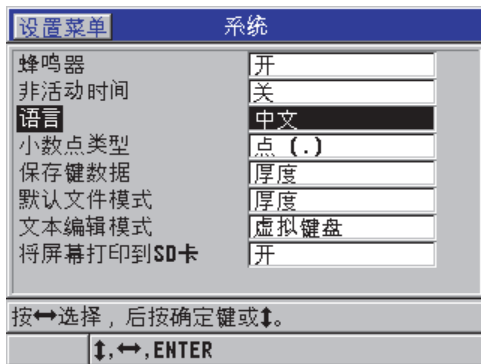 设置菜单 系统
蜂鸣器 开
非活动时间 关
语言 中文
小数点类型 点 (.)
保存键数据 厚度
默认文件模式 厚度
文本编辑模式 虚拟键盘
将屏幕打印到SD卡 开
按↔选择，后按确定键或↕。
↕,↔,ENTER